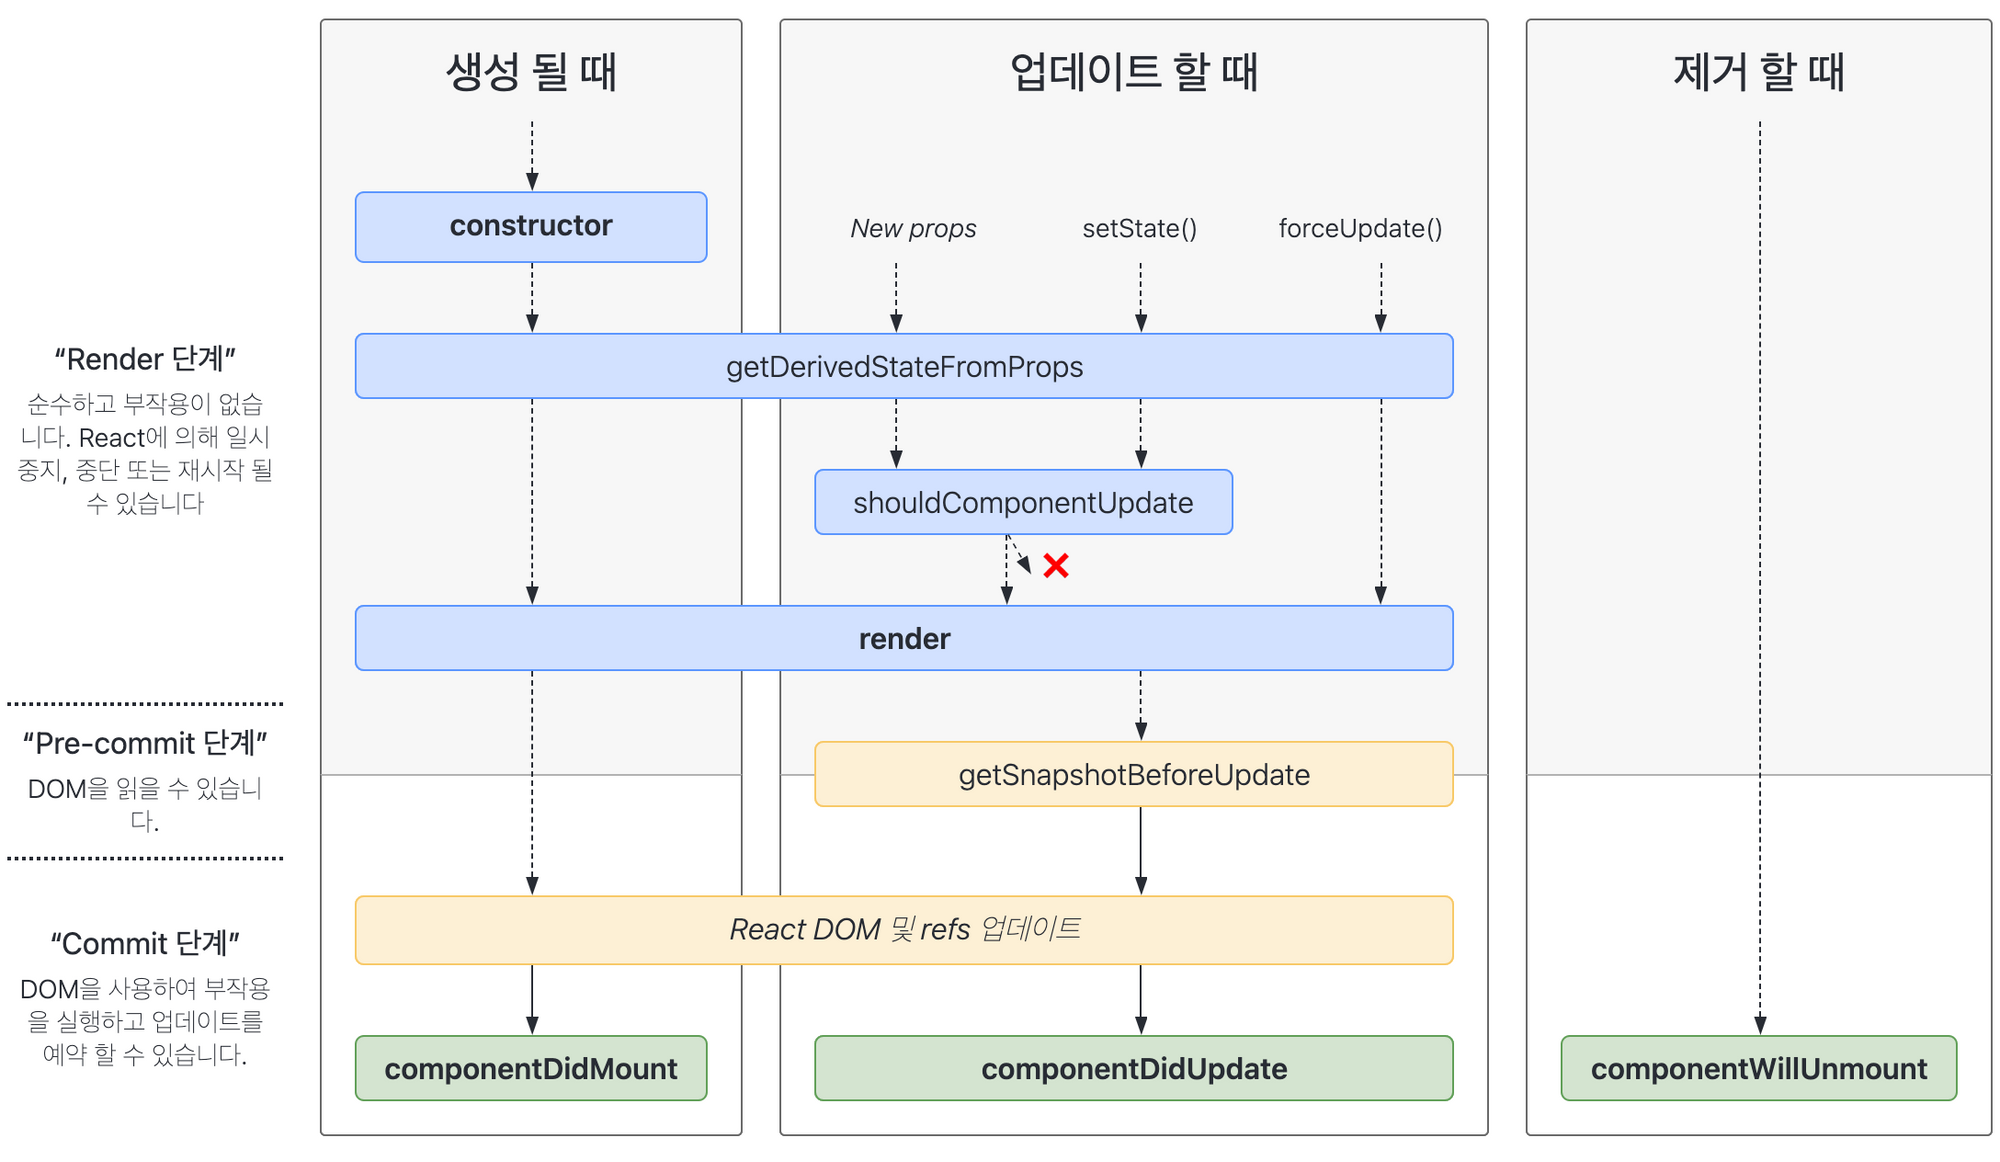 생성 될 때
업데이트 할 때
제거 할 때
constructor
New props
setState()
forceUpdate()
“Render 단계”
순수하고 부작용이 없습
니다. React에 의해 일시
중지, 중단 또는 재시작 될
수 있습니다
getDerivedStateFromProps
shouldComponentUpdate
render
“Pre-commit 단계”
DOM을 읽을 수 있습니
다.
getSnapshotBeforeUpdate
“Commit 단계”
DOM을 사용하여 부작용
을 실행하고 업데이트를
예약 할 수 있습니다.
React DOM 및 refs 업데이트
componentDidMount
componentDidUpdate
componentWillUnmount